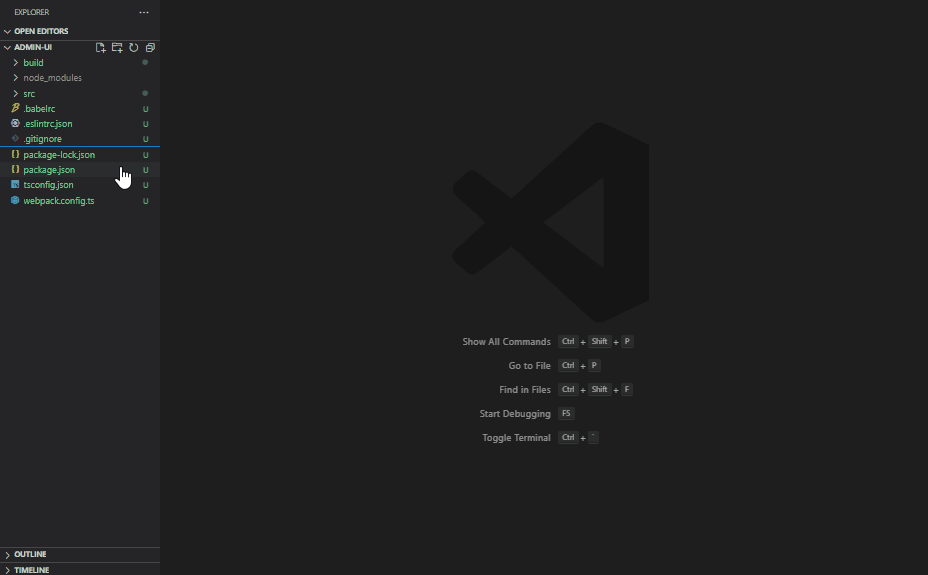 EXPLORER ···
OPEN EDITORS
ADMIN-UI
build
node_modules
src
.babelrc U
.eslintrc.json U
.gitignore U
package-lock.json U
package.json U
tsconfig.json U
webpack.config.ts U
Show All Commands Ctrl + Shift + P
Go to File Ctrl + P
Find in Files Ctrl + Shift + F
Start Debugging F5
Toggle Terminal Ctrl + `
OUTLINE
TIMELINE